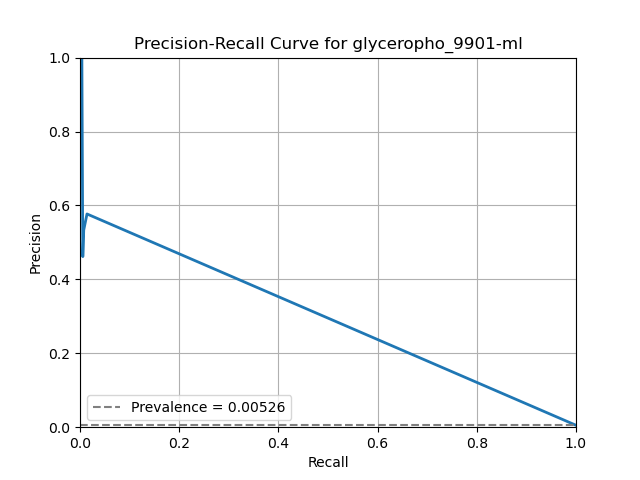 Precision-Recall Curve for glyceropho_9901-ml
1.0
0.8
0.6
0.4
0.2
0.0
Precision
Prevalence = 0.00526
0.0 0.2 0.4 0.6 0.8 1.0
Recall